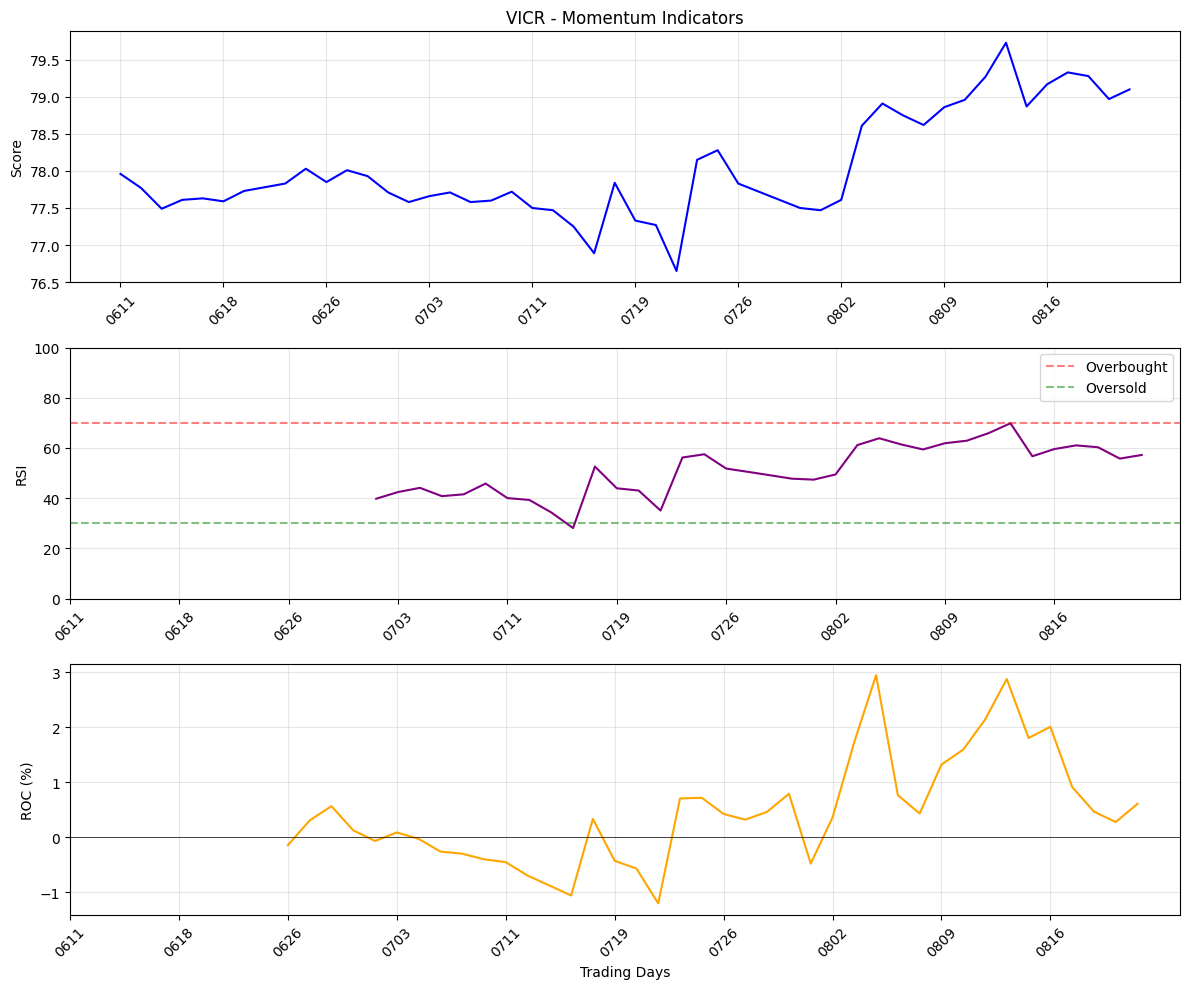 VICR - Momentum Indicators
79.5
79.0
78.5
78.0
77.5
77.0
76.5
Score
0611 0618 0626 0703 0711 0719 0726 0802 0809 0816
100
80
60
40
20
0
RSI
Overbought
Oversold
0611 0618 0626 0703 0711 0719 0726 0802 0809 0816
3
2
1
0
−1
ROC (%)
0611 0618 0626 0703 0711 0719 0726 0802 0809 0816
Trading Days